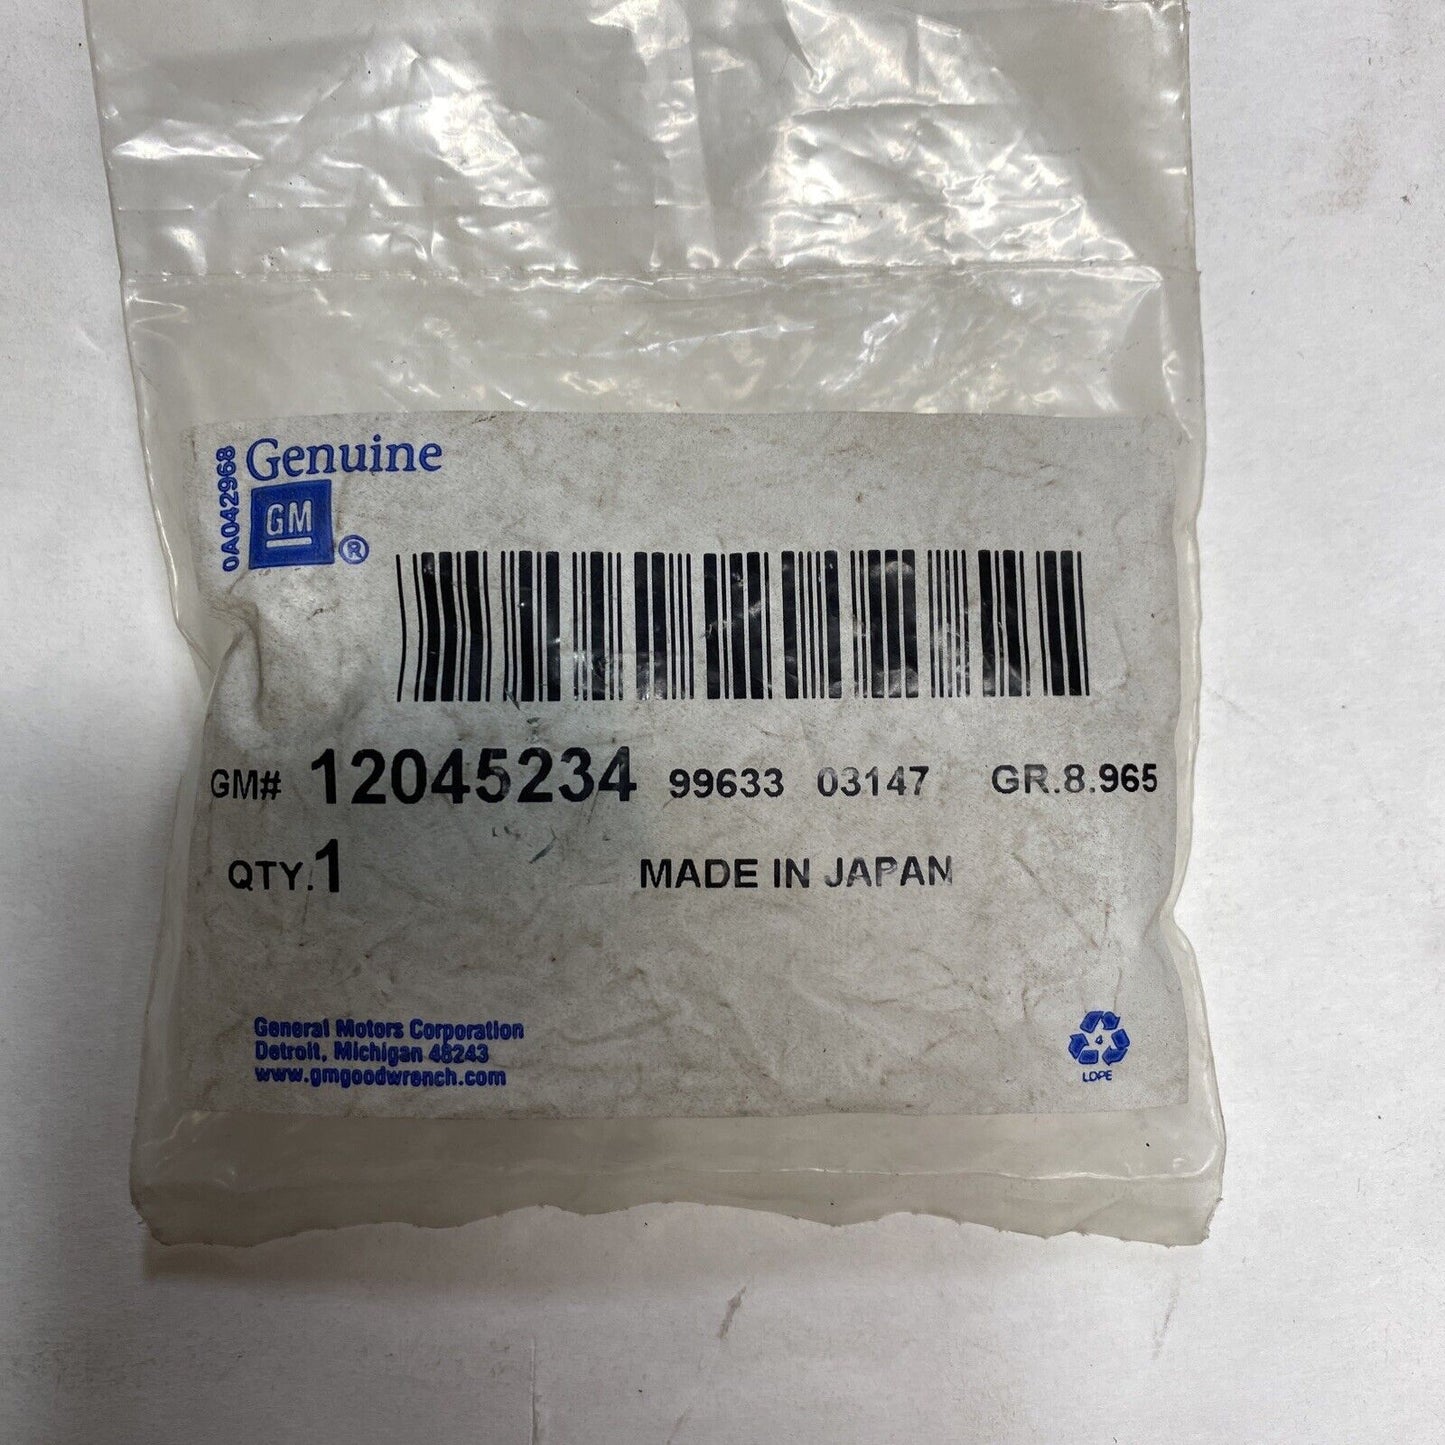 Genuine
0A042968
GM
®
GM# 12045234 99633 03147 GR.8.965
QTY.1 MADE IN JAPAN
General Motors Corporation
Detroit, Michigan 48243
www.gmgoodwrench.com
4
LDPE